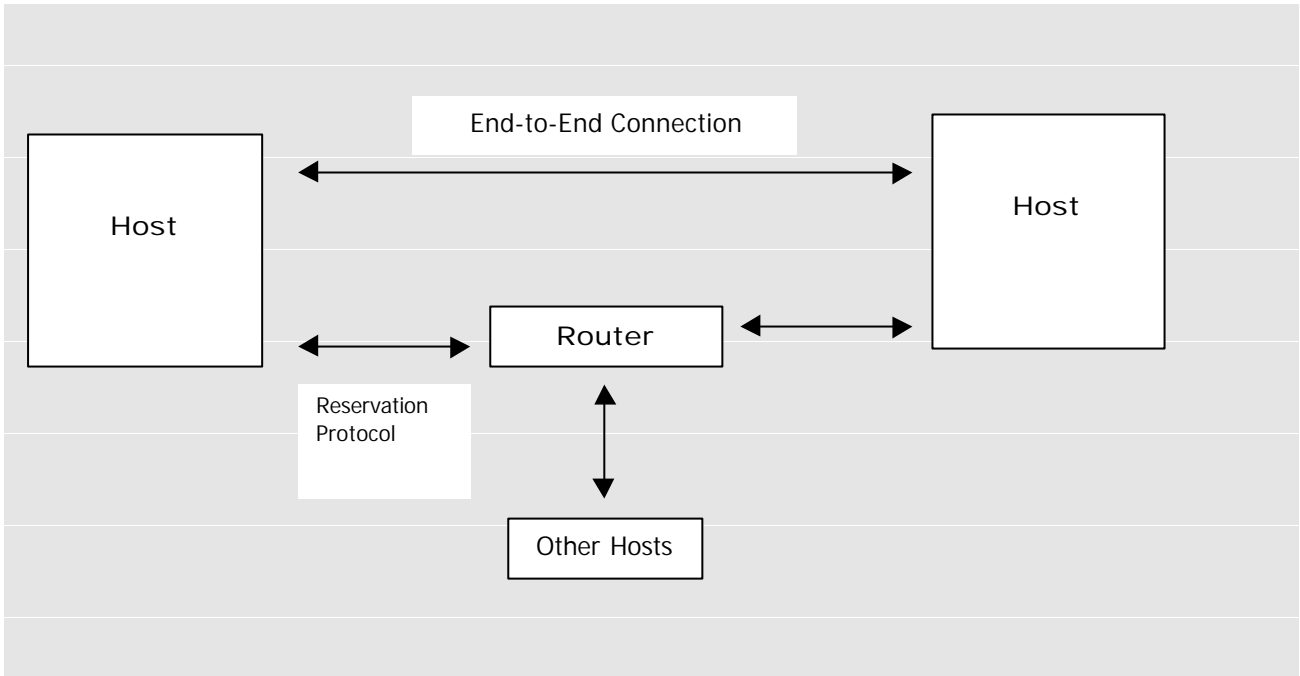 End-to-End Connection
Host
Host
Router
Reservation
Protocol
Other Hosts